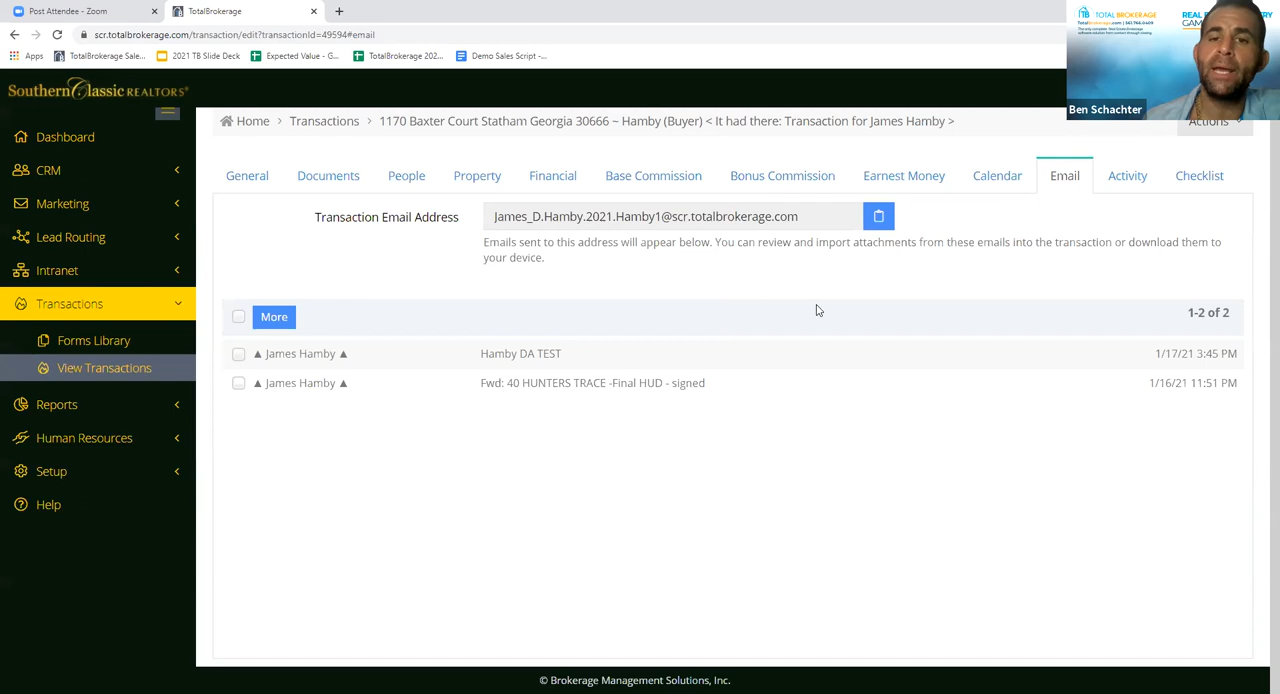 Post Attendee - Zoom
TotalBrokerage
scr.totalbrokerage.com/transaction/edit?transactionId=49594#email
Apps
TotalBrokerage Sale...
2021 TB Slide Deck
Expected Value - G...
TotalBrokerage 202...
Demo Sales Script -...
TOTAL BROKERAGE
Ben Schachter
Southern Classic REALTORS®
Home > Transactions > 1170 Baxter Court Statham Georgia 30666 ~ Hamby (Buyer) < It had there: Transaction for James Hamby >
Actions
Dashboard
CRM
Marketing
Lead Routing
Intranet
Transactions
Forms Library
View Transactions
Reports
Human Resources
Setup
Help
General
Documents
People
Property
Financial
Base Commission
Bonus Commission
Earnest Money
Calendar
Email
Activity
Checklist
Transaction Email Address
James_D.Hamby.2021.Hamby1@scr.totalbrokerage.com
Emails sent to this address will appear below. You can review and import attachments from these emails into the transaction or download them to
your device.
More
1-2 of 2
▲ James Hamby ▲ Hamby DA TEST 1/17/21 3:45 PM
▲ James Hamby ▲ Fwd: 40 HUNTERS TRACE -Final HUD - signed 1/16/21 11:51 PM
© Brokerage Management Solutions, Inc.